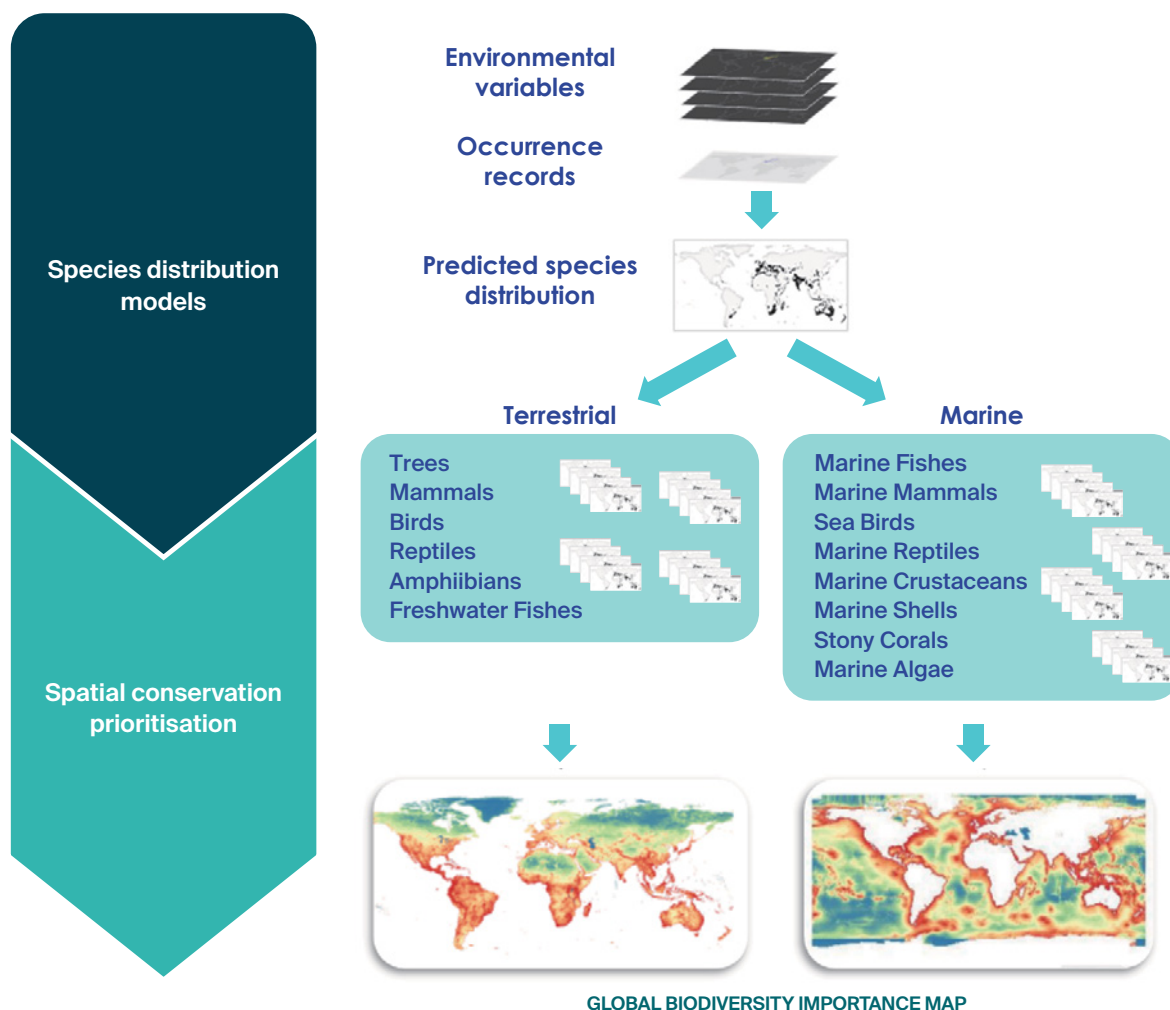 Environmental
variables
Occurrence
records
Species distribution
models
Predicted species
distribution
Terrestrial
Marine
Trees
Mammals
Birds
Reptiles
Amphiibians
Freshwater Fishes
Marine Fishes
Marine Mammals
Sea Birds
Marine Reptiles
Marine Crustaceans
Marine Shells
Stony Corals
Marine Algae
Spatial conservation
prioritisation
GLOBAL BIODIVERSITY IMPORTANCE MAP